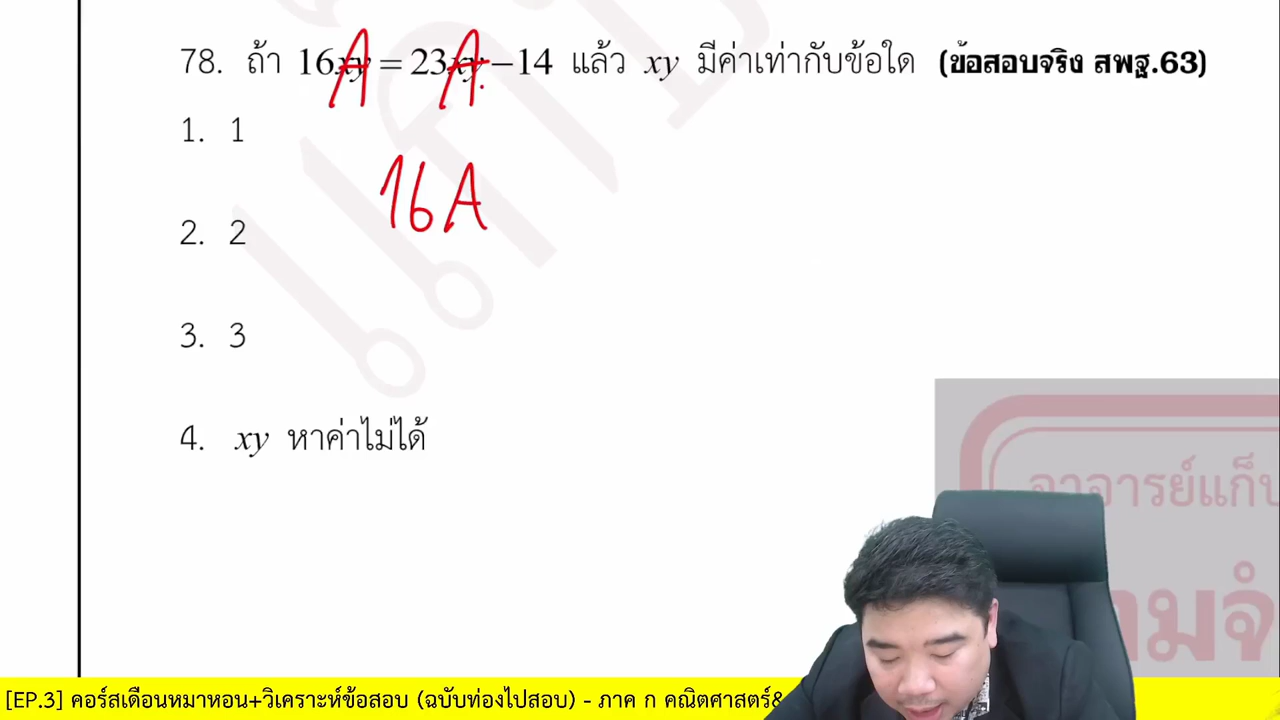 78. ถ้า 16xy = 23xy – 14 แล้ว xy มีค่าเท่ากับข้อใด (ข้อสอบจริง สพฐ.63)
A A
1. 1
16A
2. 2
3. 3
4. xy หาค่าไม่ได้
อาจารย์แก็บ
ามจำ
[EP.3] คอร์สเดือนหมาหอน+วิเคราะห์ข้อสอบ (ฉบับท่องไปสอบ) - ภาค ก คณิตศาสตร์&